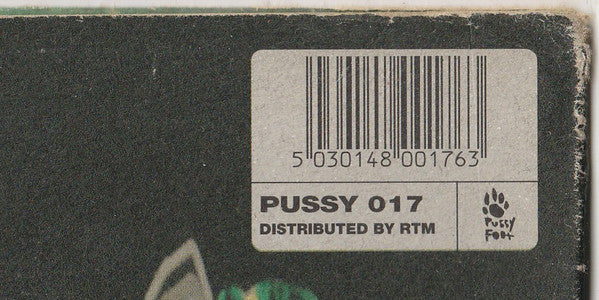 5 030148 001763
PUSSY 017
DISTRIBUTED BY RTM
PUSSY
FOOT